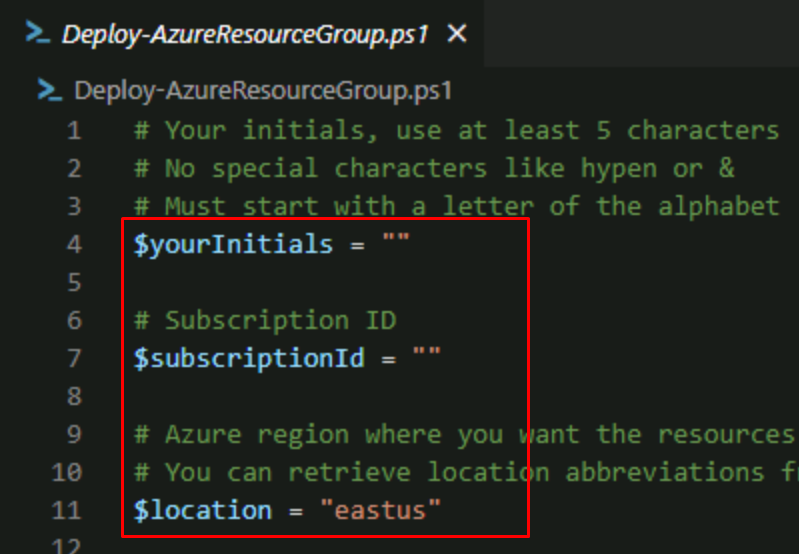 Deploy-AzureResourceGroup.ps1
Deploy-AzureResourceGroup.ps1
1 # Your initials, use at least 5 characters
2 # No special characters like hypen or &
3 # Must start with a letter of the alphabet
4 $yourInitials = ""
5
6 # Subscription ID
7 $subscriptionId = ""
8
9 # Azure region where you want the resources
10 # You can retrieve location abbreviations
11 $location = "eastus"
12